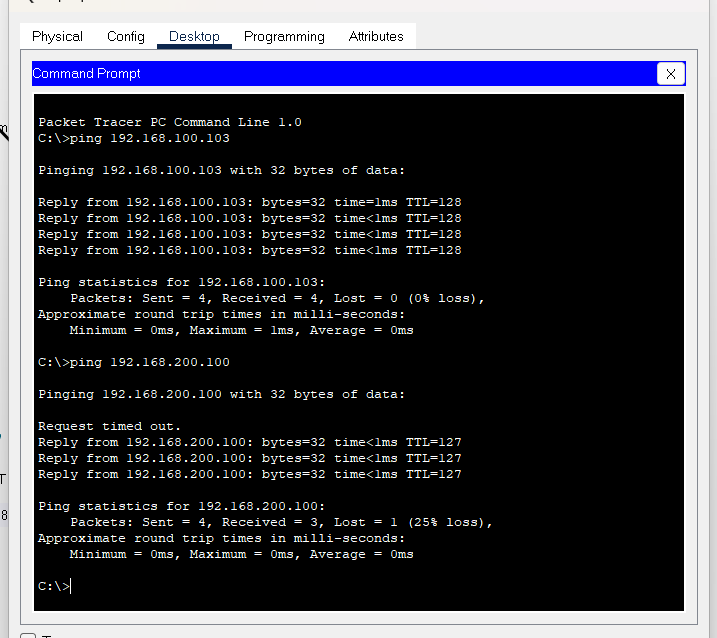 Physical Config Desktop Programming Attributes
Command Prompt X
Packet Tracer PC Command Line 1.0
C:\>ping 192.168.100.103
Pinging 192.168.100.103 with 32 bytes of data:
Reply from 192.168.100.103: bytes=32 time=1ms TTL=128
Reply from 192.168.100.103: bytes=32 time<1ms TTL=128
Reply from 192.168.100.103: bytes=32 time<1ms TTL=128
Reply from 192.168.100.103: bytes=32 time<1ms TTL=128
Ping statistics for 192.168.100.103:
Packets: Sent = 4, Received = 4, Lost = 0 (0% loss),
Approximate round trip times in milli-seconds:
Minimum = 0ms, Maximum = 1ms, Average = 0ms
C:\>ping 192.168.200.100
Pinging 192.168.200.100 with 32 bytes of data:
Request timed out.
Reply from 192.168.200.100: bytes=32 time<1ms TTL=127
Reply from 192.168.200.100: bytes=32 time<1ms TTL=127
Reply from 192.168.200.100: bytes=32 time<1ms TTL=127
Ping statistics for 192.168.200.100:
Packets: Sent = 4, Received = 3, Lost = 1 (25% loss),
Approximate round trip times in milli-seconds:
Minimum = 0ms, Maximum = 0ms, Average = 0ms
C:\>